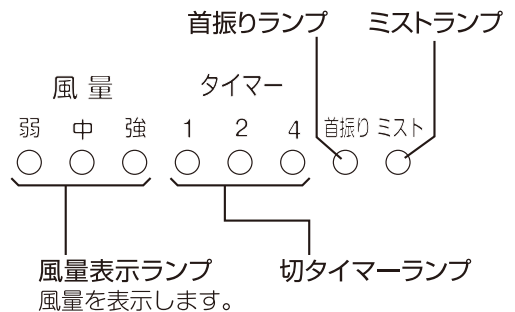 首振りランプ ミストランプ
風量 タイマー
弱 中 強 1 2 4 首振り ミスト
風量表示ランプ 切タイマーランプ
風量を表示します。